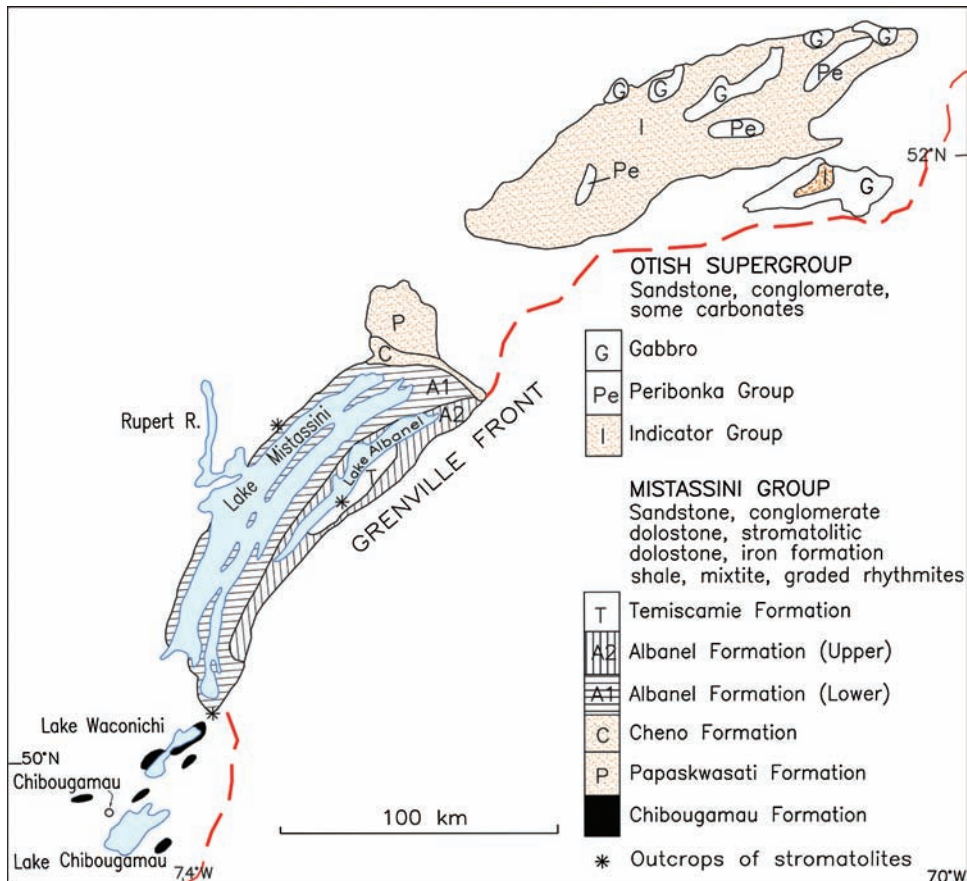 G
G
Pe
G
G
G
I
Pe
52°N
Pe
I
G
OTISH SUPERGROUP
Sandstone, conglomerate,
some carbonates
G Gabbro
Pe Peribonka Group
I Indicator Group
P
C
A1
A2
Rupert R.
Lake Mistassini
Lake Albanel
T
GRENVILLE FRONT
MISTASSINI GROUP
Sandstone, conglomerate
dolostone, stromatolitic
dolostone, iron formation
shale, mixtite, graded rhythmites
T Temiscamie Formation
A2 Albanel Formation (Upper)
A1 Albanel Formation (Lower)
C Cheno Formation
P Papaskwasati Formation
Chibougamau Formation
* Outcrops of stromatolites
Lake Waconichi
50°N
Chibougamau
Lake Chibougamau
100 km
74°W
70°W